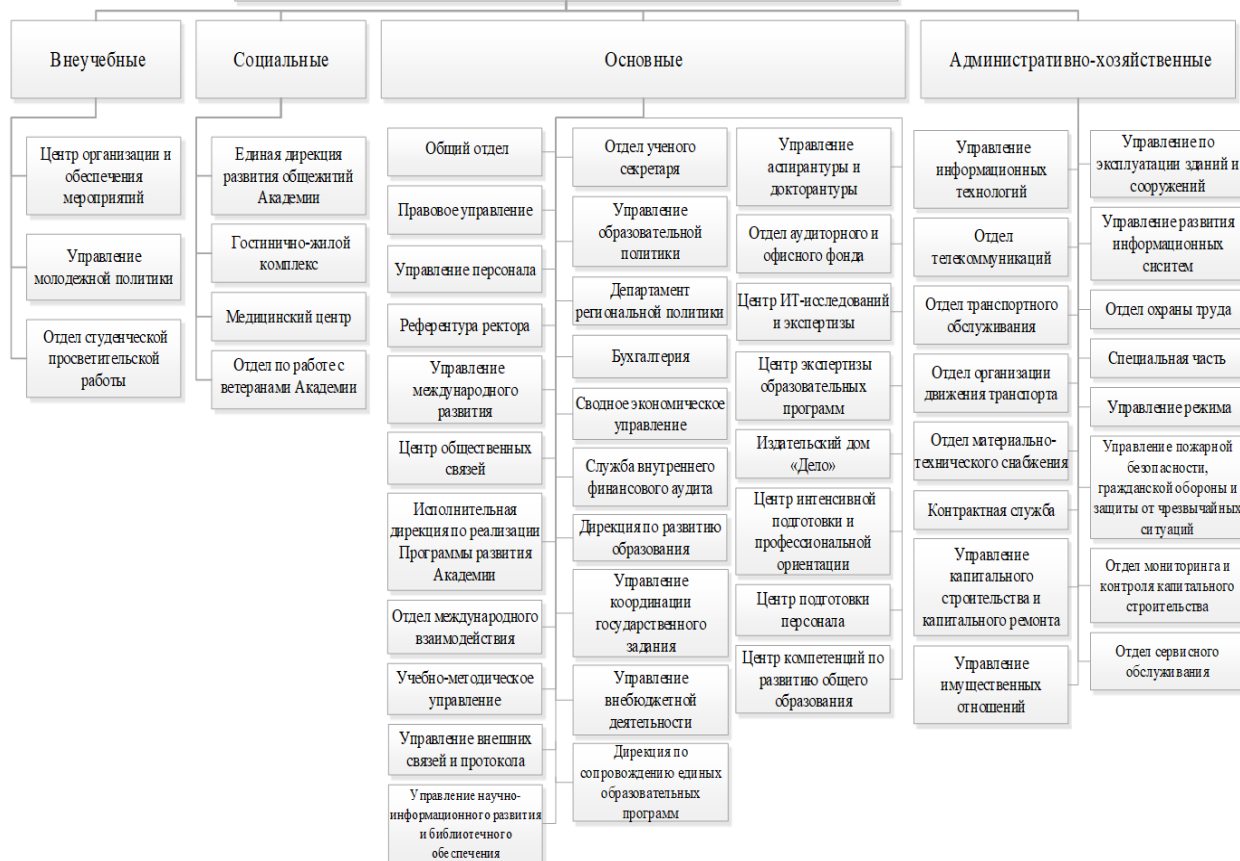 Внеучебные
Социальные
Основные
Административно-хозяйственные
Центр организации и
обеспечения
мероприятий
Управление
молодежной политики
Отдел студенческой
просветительской
работы
Единая дирекция
развития общежитий
Академии
Гостинично-жилой
комплекс
Медицинский центр
Отдел по работе с
ветеранами Академии
Общий отдел
Правовое управление
Управление персонала
Референтура ректора
Управление
международного
развития
Центр общественных
связей
Исполнительная
дирекция по реализации
Программы развития
Академии
Отдел международного
взаимодействия
Учебно-методическое
управление
Управление внешних
связей и протокола
Управление научно-
информационного развития
и библиотечного
обеспечения
Отдел ученого
секретаря
Управление
образовательной
политики
Департамент
региональной политики
Бухгалтерия
Сводное экономическое
управление
Служба внутреннего
финансового аудита
Дирекция по развитию
образования
Управление
координации
государственного
задания
Управление
внебюджетной
деятельности
Дирекция по
сопровождению единых
образовательных
программ
Управление
аспирантуры и
докторантуры
Отдел аудиторного и
офисного фонда
Центр ИТ-исследований
и экспертизы
Центр экспертизы
образовательных
программ
Издательский дом
«Дело»
Центр интенсивной
подготовки и
профессиональной
ориентации
Центр подготовки
персонала
Центр компетенций по
развитию общего
образования
Управление
информационных
технологий
Отдел
телекоммуникаций
Отдел транспортного
обслуживания
Отдел организации
движения транспорта
Отдел материально-
технического снабжения
Контрактная служба
Управление
капитального
строительства и
капитального ремонта
Управление
имущественных
отношений
Управление по
эксплуатации зданий и
сооружений
Управление развития
информационных
сиситем
Отдел охраны труда
Специальная часть
Управление режима
Управление пожарной
безопасности,
гражданской обороны и
защиты от чрезвычайных
ситуаций
Отдел мониторинга и
контроля капитального
строительства
Отдел сервисного
обслуживания